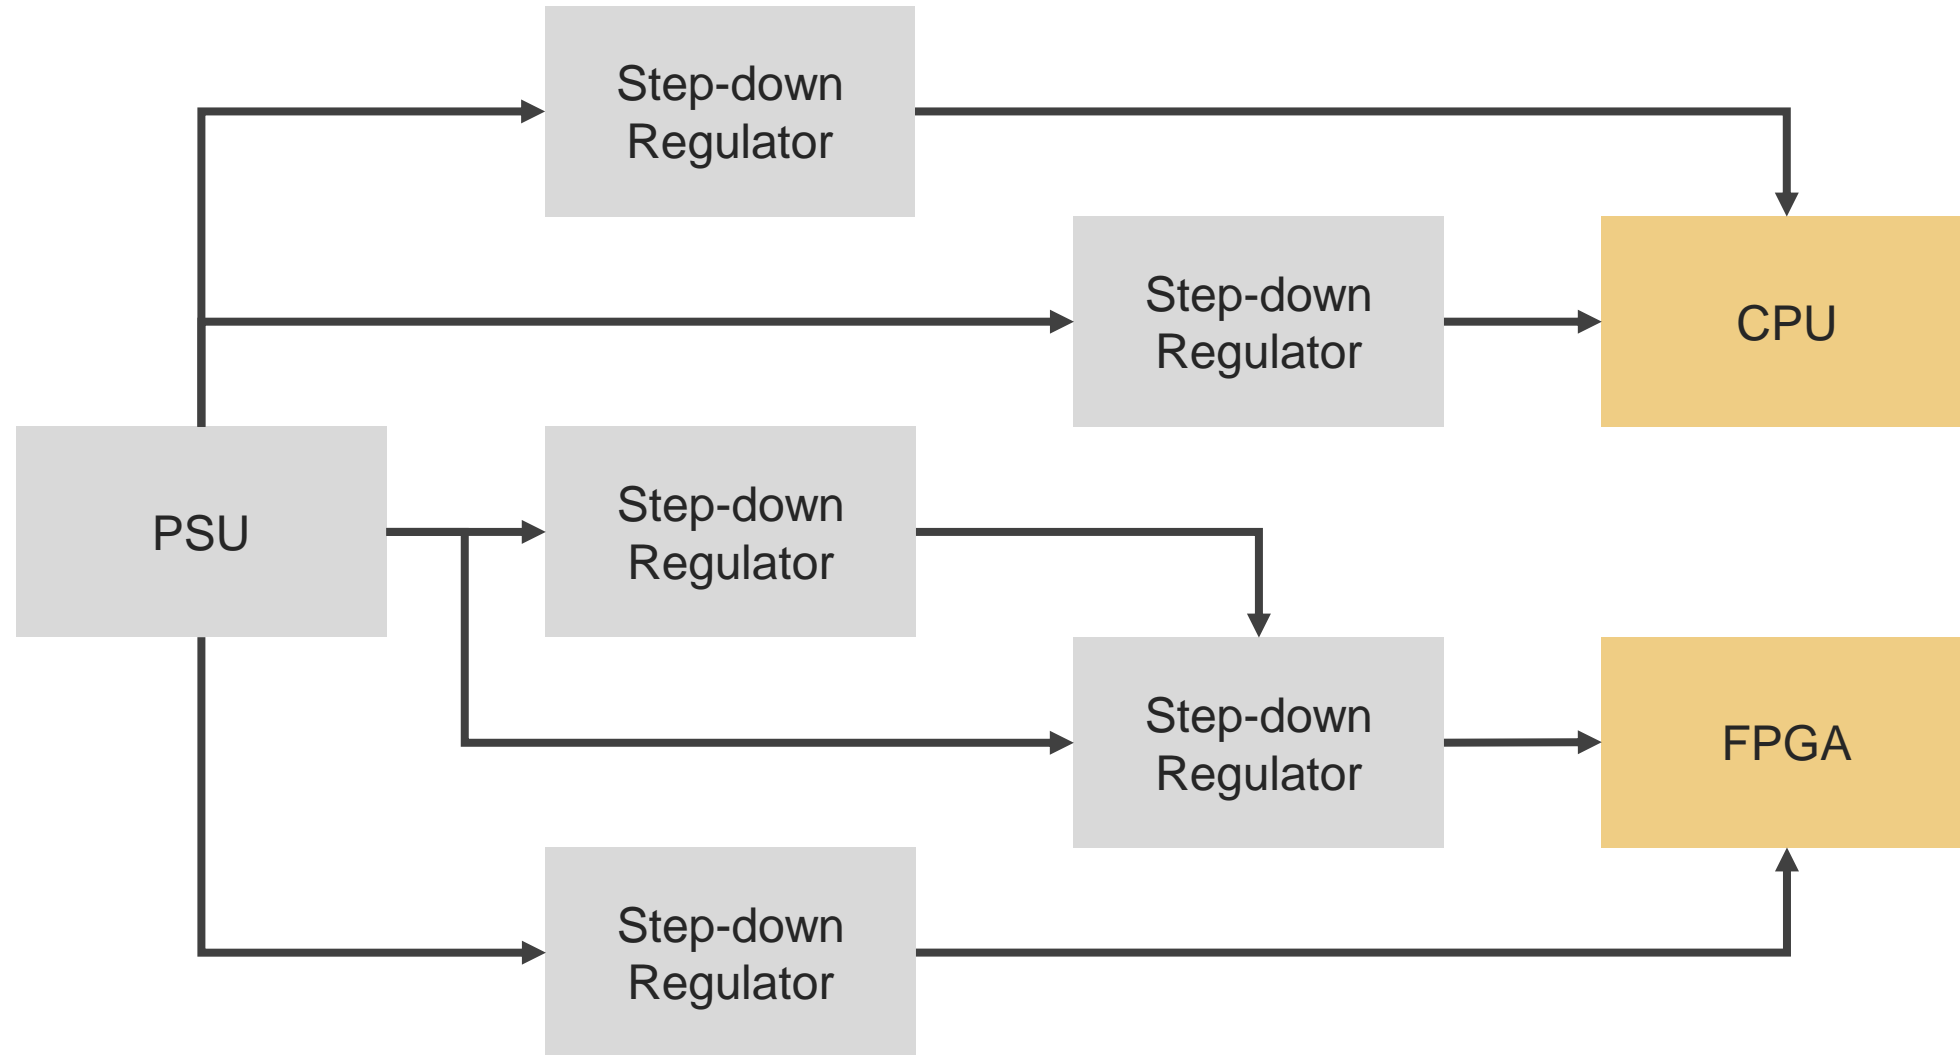 Step-down
Regulator
Step-down
Regulator
CPU
PSU
Step-down
Regulator
Step-down
Regulator
FPGA
Step-down
Regulator